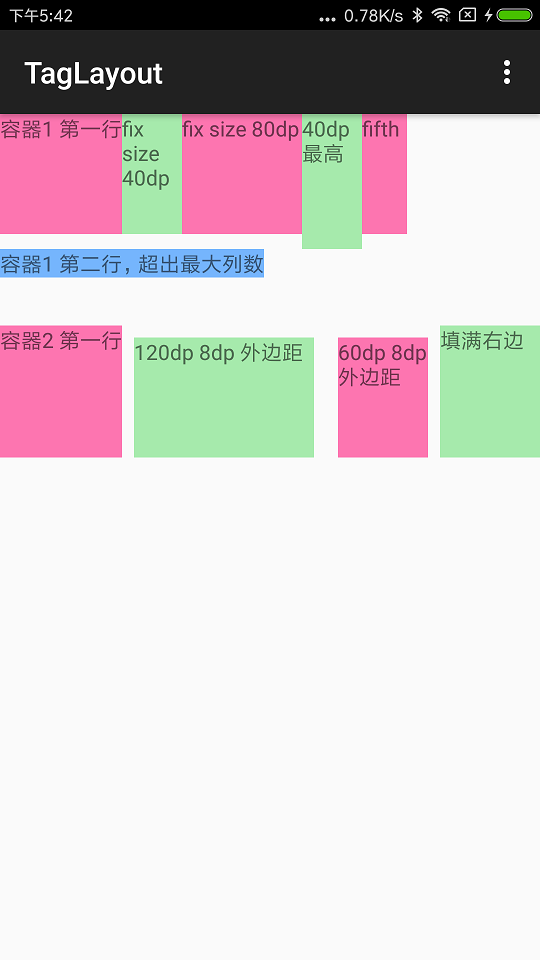 下午5:42 ... 0.78K/s
TagLayout
容器1 第一行 fix size 80dp fifth
fix
size
40dp
40dp
最高
容器1 第二行，超出最大列数
容器2 第一行
120dp 8dp 外边距
60dp 8dp
外边距
填满右边